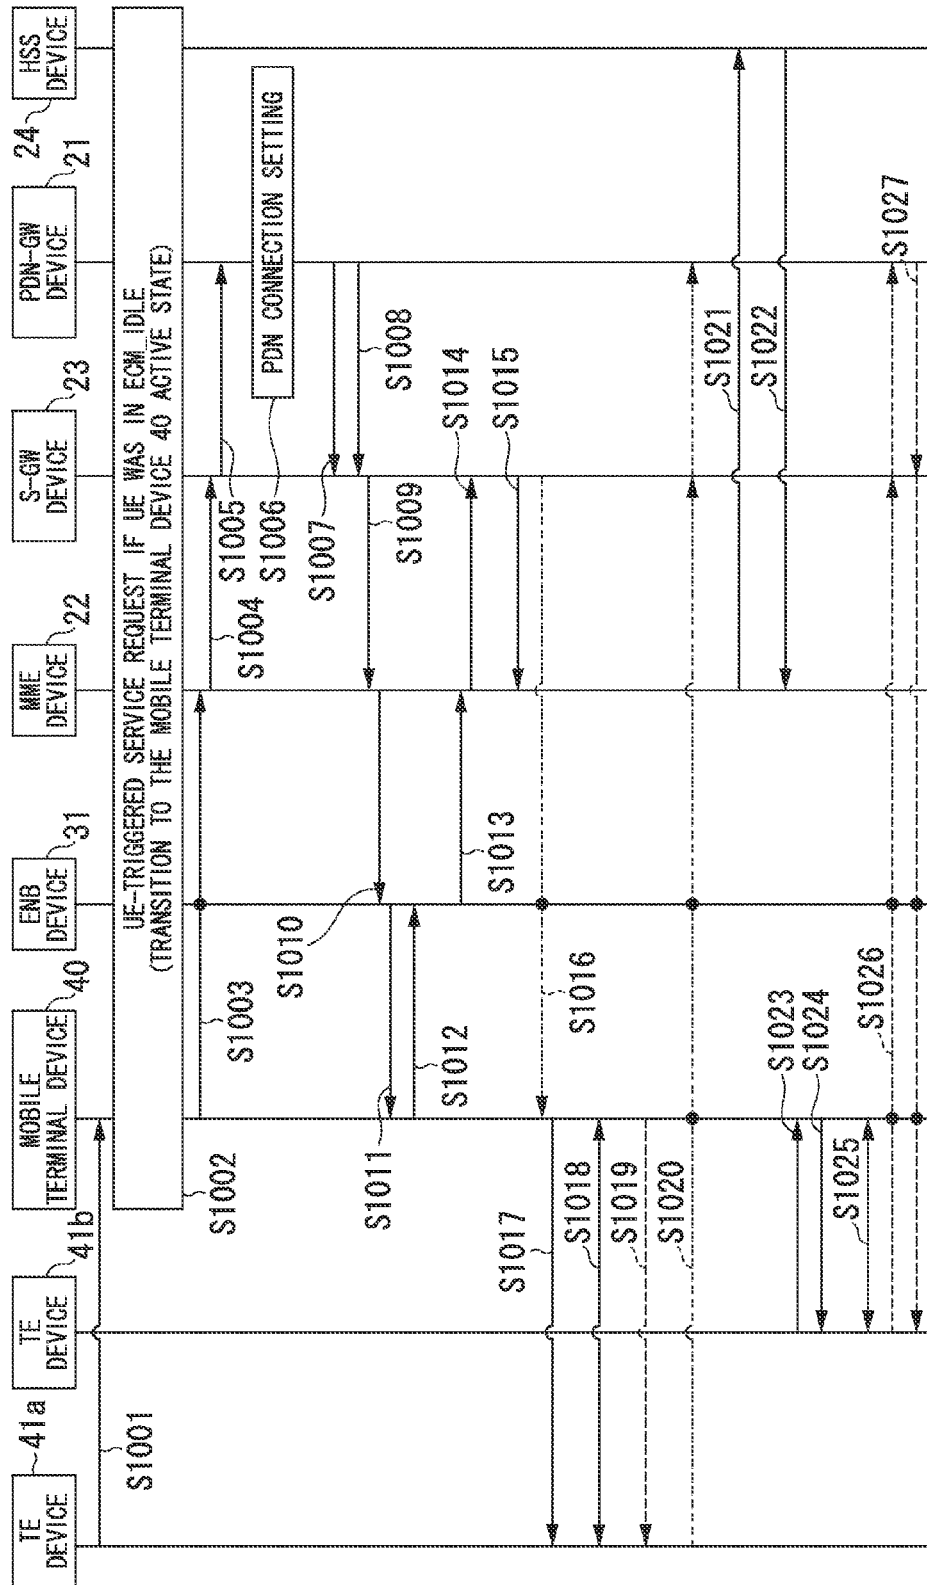 TE
DEVICE
41a
TE
DEVICE
41b
MOBILE
TERMINAL DEVICE
40
ENB
DEVICE
31
MME
DEVICE
22
S-GW
DEVICE
23
PDN-GW
DEVICE
21
HSS
DEVICE
24
S1001
UE-TRIGGERED SERVICE REQUEST IF UE WAS IN ECM_IDLE
(TRANSITION TO THE MOBILE TERMINAL DEVICE 40 ACTIVE STATE)
S1002
S1003
S1004
S1005
PDN CONNECTION SETTING
S1006
S1007
S1008
S1009
S1010
S1011
S1012
S1013
S1014
S1015
S1016
S1017
S1018
S1019
S1020
S1021
S1022
S1023
S1024
S1025
S1026
S1027